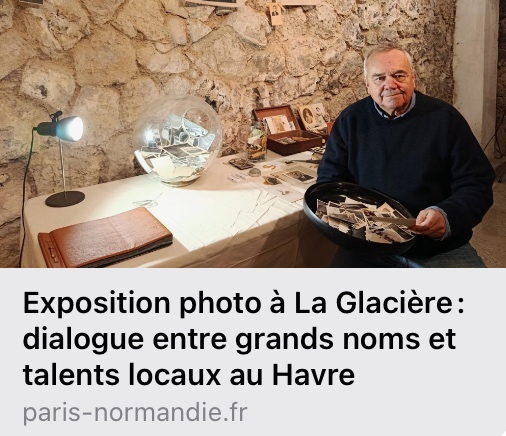 Exposition photo à La Glacière :
dialogue entre grands noms et
talents locaux au Havre
paris-normandie.fr